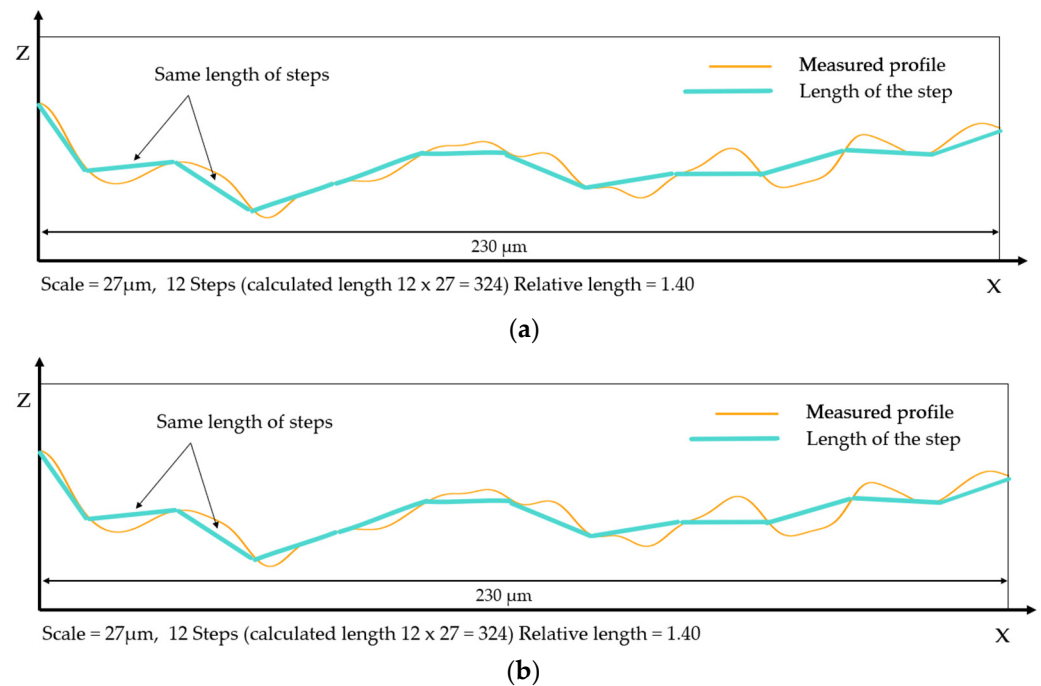 Z
Same length of steps
Measured profile
Length of the step
230 µm
Scale = 27µm, 12 Steps (calculated length 12 x 27 = 324) Relative length = 1.40
X
(a)
Z
Same length of steps
Measured profile
Length of the step
230 µm
Scale = 27µm, 12 Steps (calculated length 12 x 27 = 324) Relative length = 1.40
X
(b)